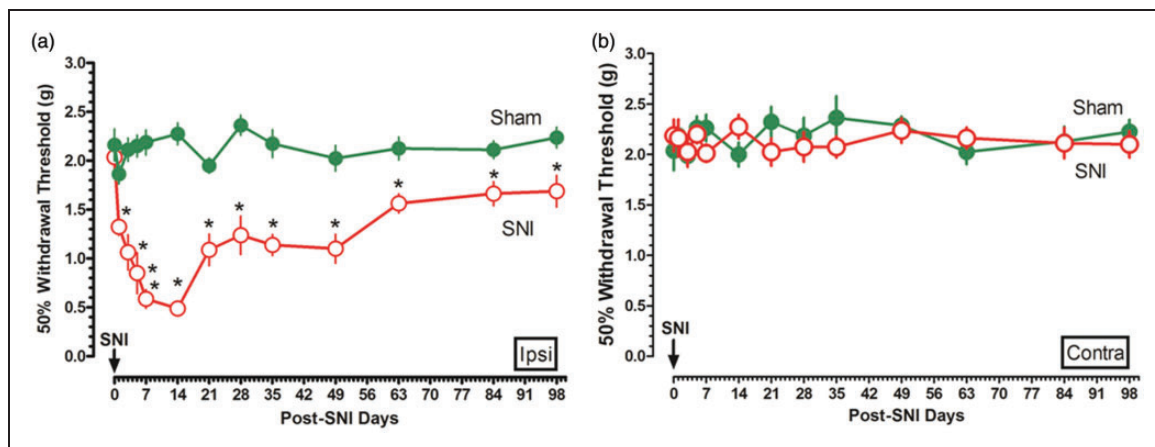 (a)
50% Withdrawal Threshold (g)
3.0
2.5
2.0
1.5
1.0
0.5
0.0
Sham
* * * * * * * * * * * *
SNI
SNI
Ipsi
0 7 14 21 28 35 42 49 56 63 70 77 84 91 98
Post-SNI Days
(b)
50% Withdrawal Threshold (g)
3.0
2.5
2.0
1.5
1.0
0.5
0.0
Sham
SNI
SNI
Contra
0 7 14 21 28 35 42 49 56 63 70 77 84 91 98
Post-SNI Days